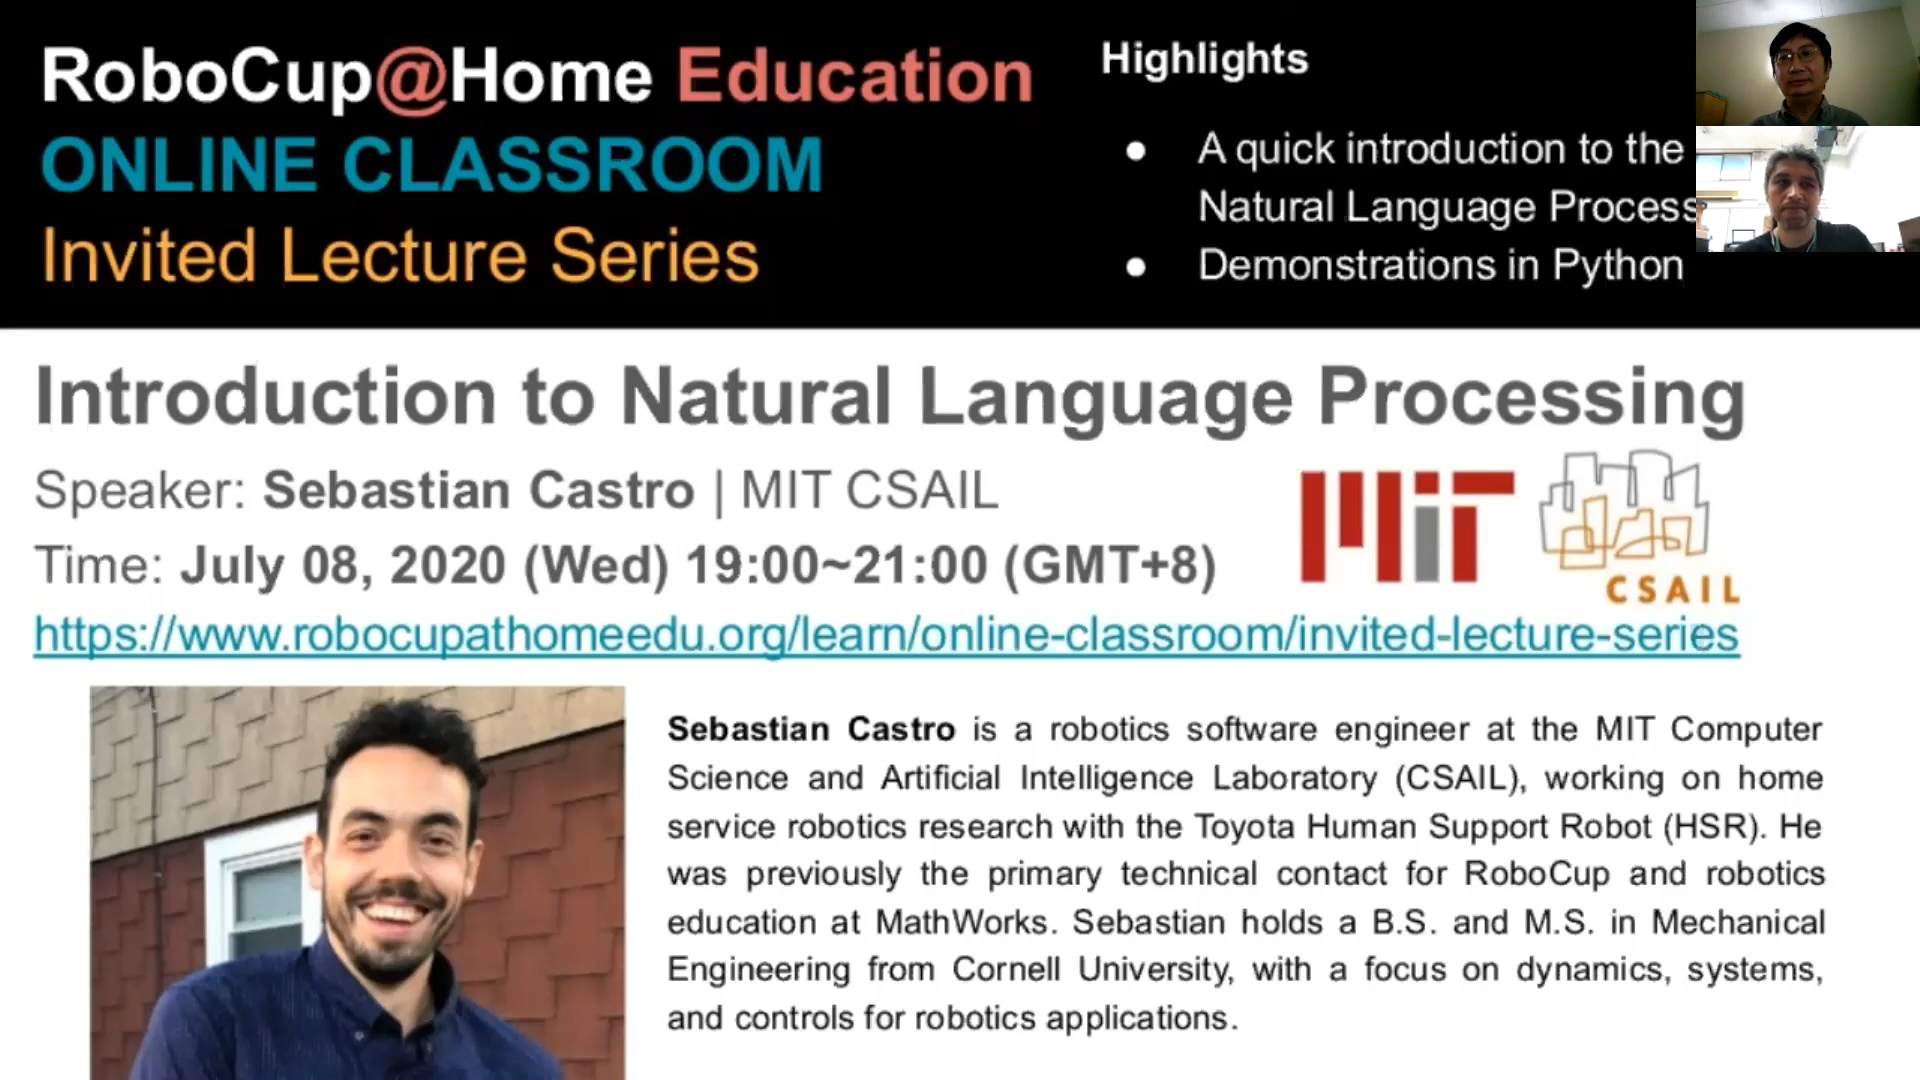 RoboCup@Home Education
ONLINE CLASSROOM
Invited Lecture Series
Highlights
● A quick introduction to the
Natural Language Process
● Demonstrations in Python
Introduction to Natural Language Processing
Speaker: Sebastian Castro | MIT CSAIL
Time: July 08, 2020 (Wed) 19:00~21:00 (GMT+8)
https://www.robocupathomeedu.org/learn/online-classroom/invited-lecture-series
MIT
CSAIL
Sebastian Castro is a robotics software engineer at the MIT Computer
Science and Artificial Intelligence Laboratory (CSAIL), working on home
service robotics research with the Toyota Human Support Robot (HSR). He
was previously the primary technical contact for RoboCup and robotics
education at MathWorks. Sebastian holds a B.S. and M.S. in Mechanical
Engineering from Cornell University, with a focus on dynamics, systems,
and controls for robotics applications.